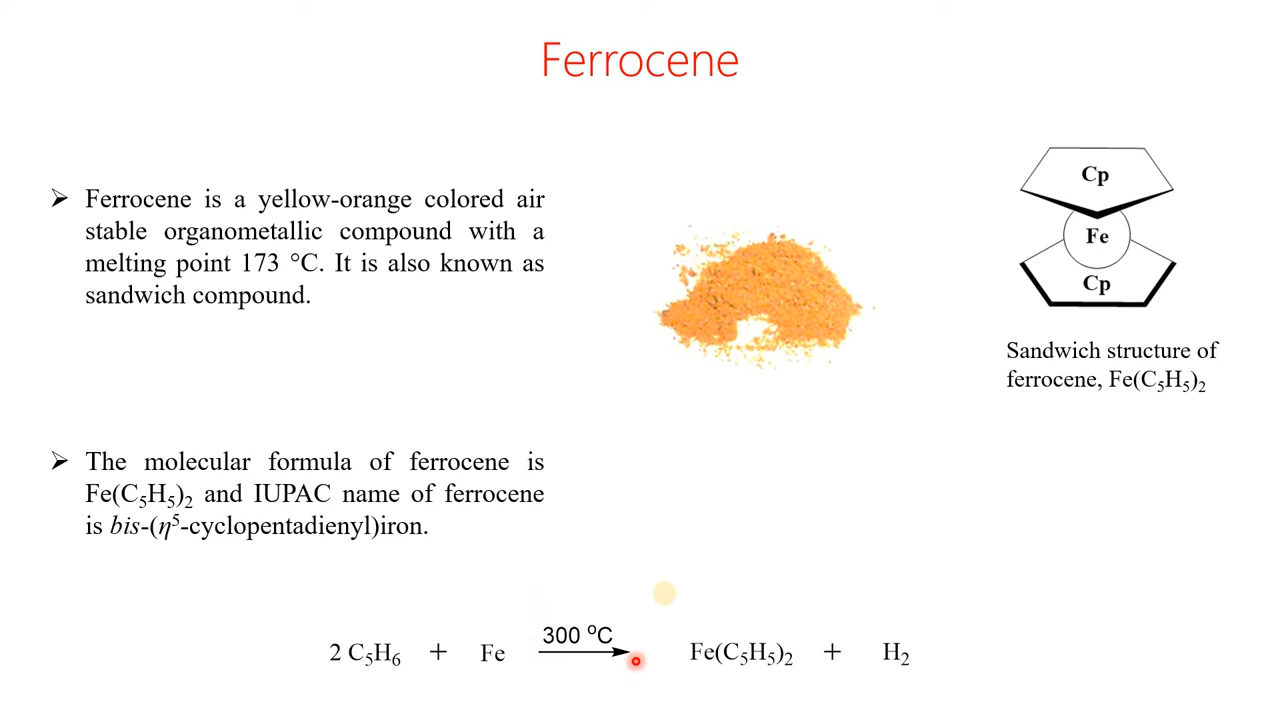 Ferrocene
➢ Ferrocene is a yellow-orange colored air
stable organometallic compound with a
melting point 173 °C. It is also known as
sandwich compound.
Cp
Fe
Cp
Sandwich structure of
ferrocene, Fe(C₅H₅)₂
➢ The molecular formula of ferrocene is
Fe(C₅H₅)₂ and IUPAC name of ferrocene
is bis-(η⁵-cyclopentadienyl)iron.
300 °C
2 C₅H₆ + Fe ⟶ Fe(C₅H₅)₂ + H₂